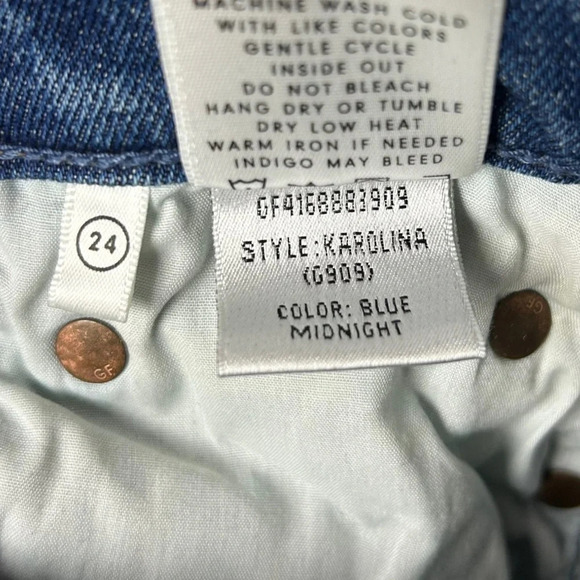 MACHINE WASH COLD
WITH LIKE COLORS
GENTLE CYCLE
INSIDE OUT
DO NOT BLEACH
HANG DRY OR TUMBLE
DRY LOW HEAT
WARM IRON IF NEEDED
INDIGO MAY BLEED
GF4168883909
STYLE:KAROLINA
(G909)
COLOR: BLUE
MIDNIGHT
24
GF